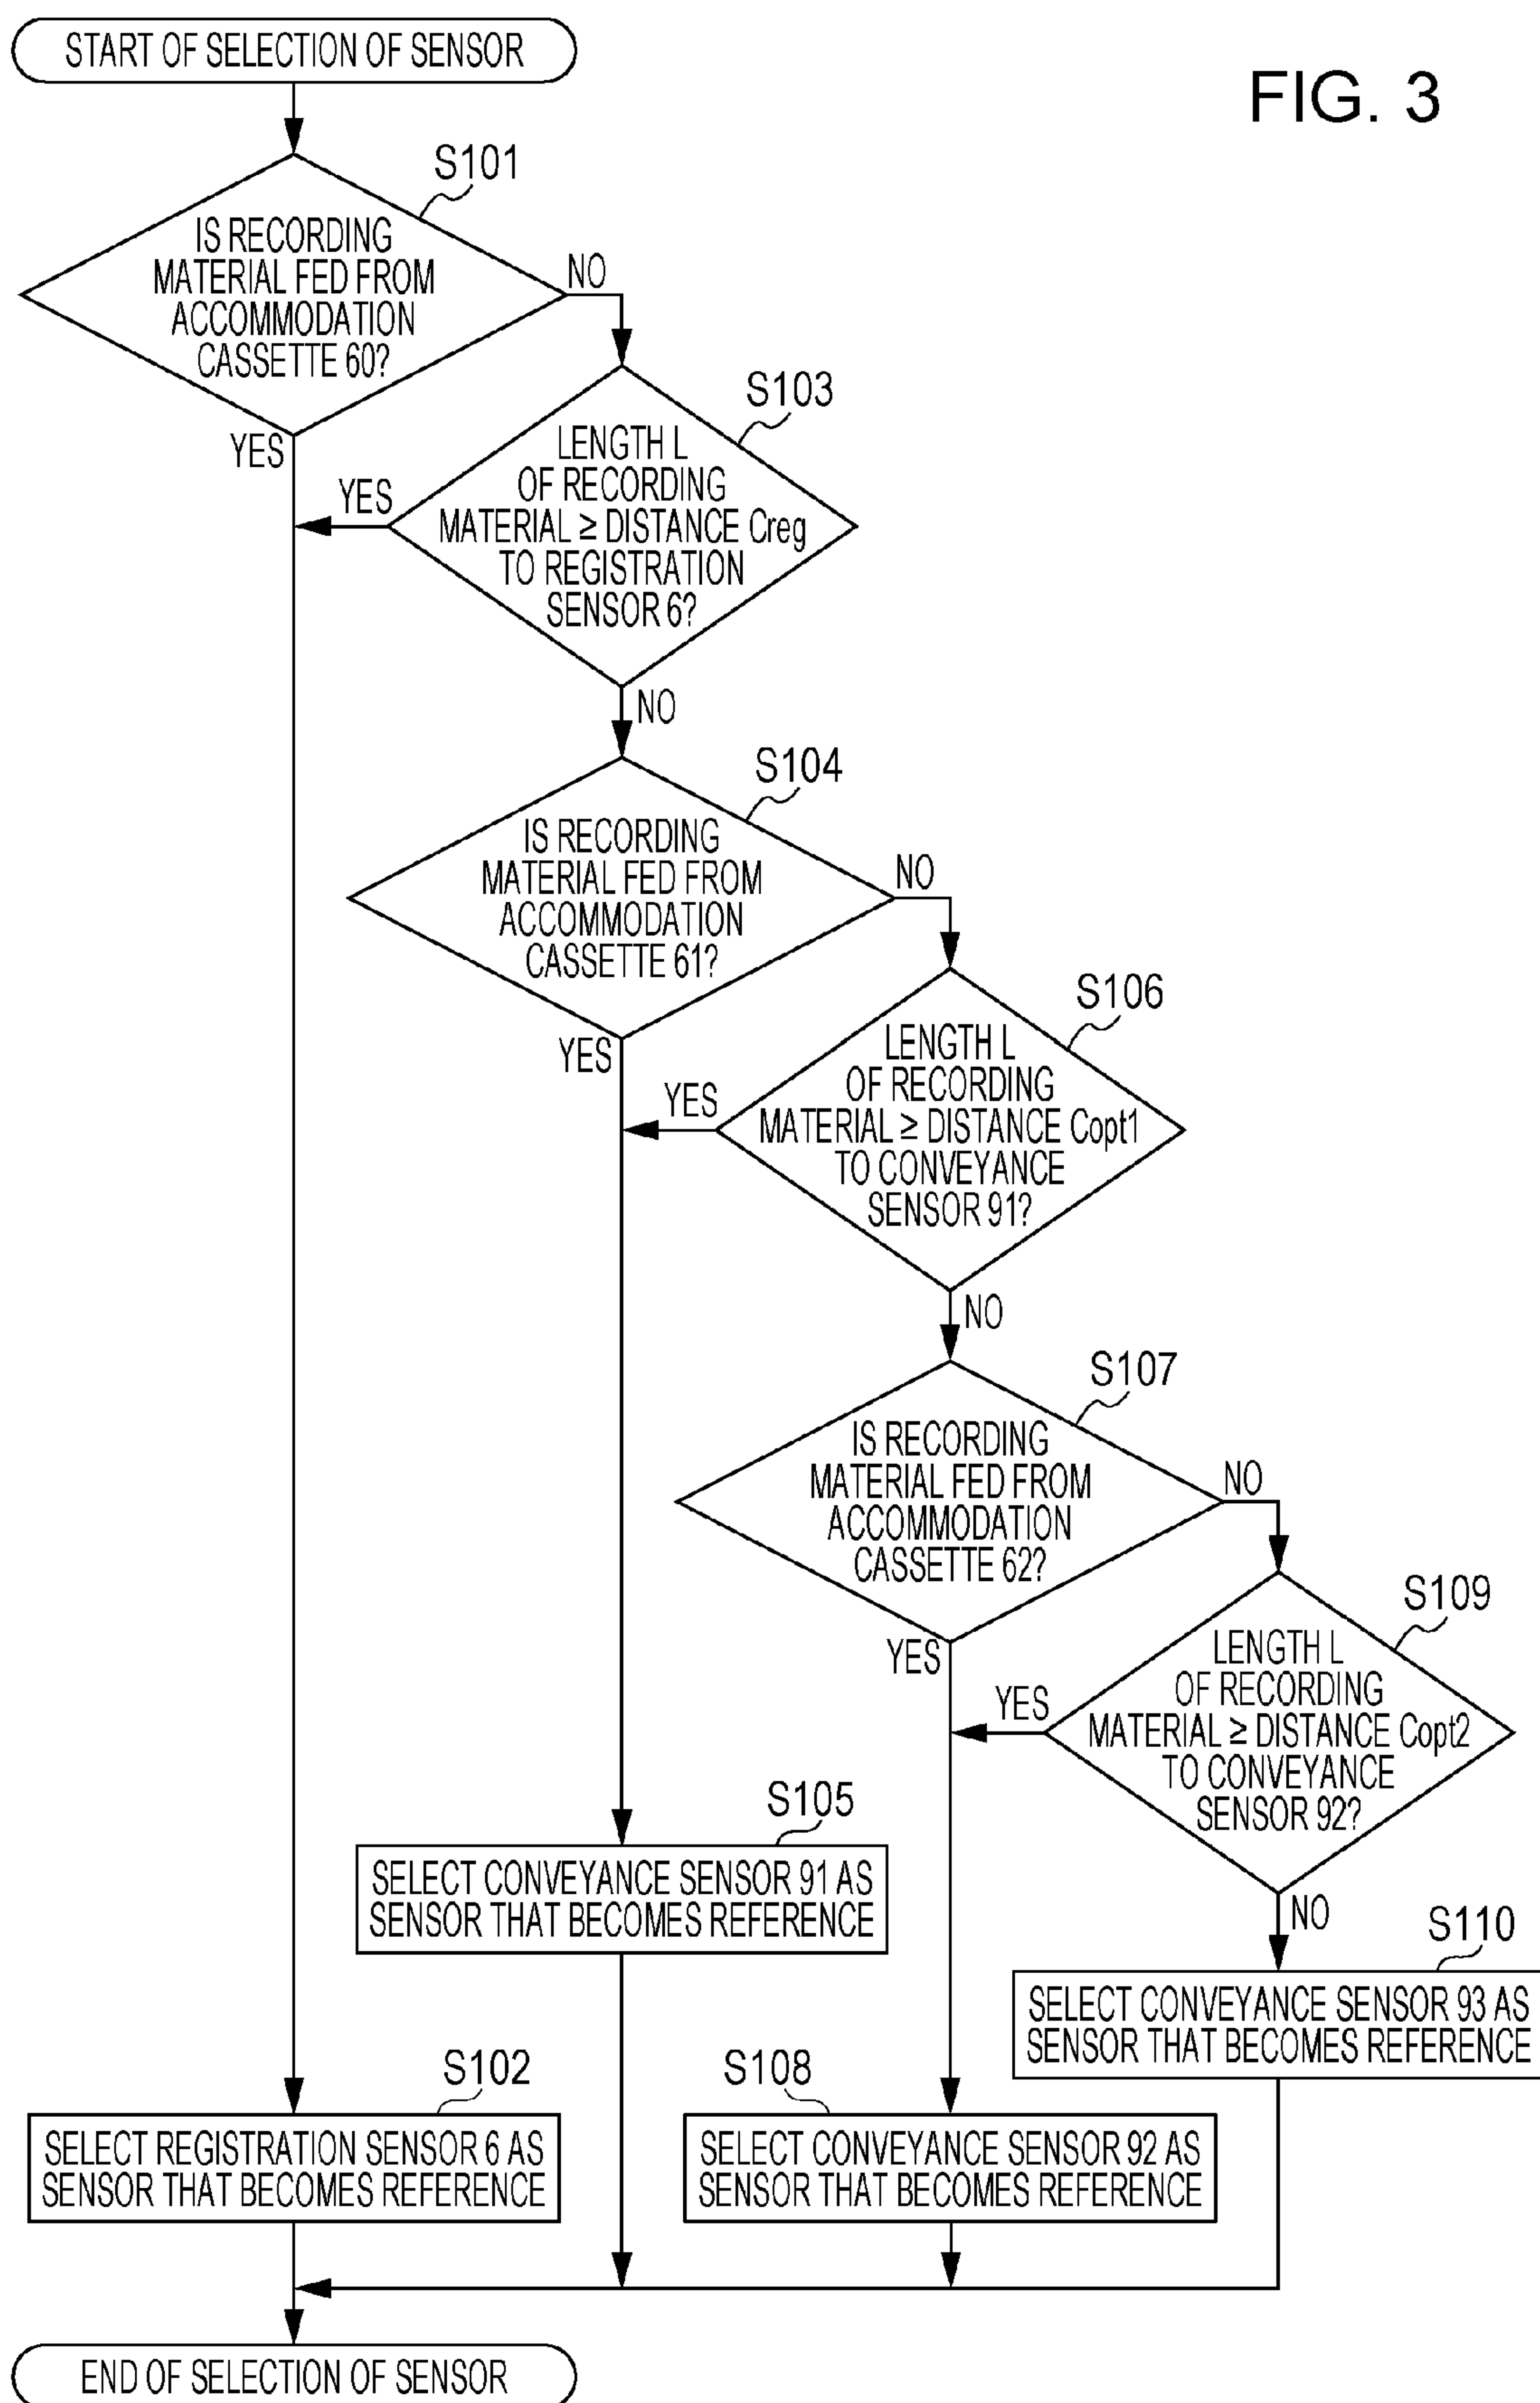 START OF SELECTION OF SENSOR
FIG. 3
S101
IS RECORDING
MATERIAL FED FROM
ACCOMMODATION
CASSETTE 60?
NO
YES
S103
LENGTH L
OF RECORDING
MATERIAL ≥ DISTANCE Creg
TO REGISTRATION
SENSOR 6?
YES
NO
S104
IS RECORDING
MATERIAL FED FROM
ACCOMMODATION
CASSETTE 61?
NO
YES
S106
LENGTH L
OF RECORDING
MATERIAL ≥ DISTANCE Copt1
TO CONVEYANCE
SENSOR 91?
YES
NO
S107
IS RECORDING
MATERIAL FED FROM
ACCOMMODATION
CASSETTE 62?
NO
YES
S109
LENGTH L
OF RECORDING
MATERIAL ≥ DISTANCE Copt2
TO CONVEYANCE
SENSOR 92?
YES
NO
S105
SELECT CONVEYANCE SENSOR 91 AS
SENSOR THAT BECOMES REFERENCE
S110
SELECT CONVEYANCE SENSOR 93 AS
SENSOR THAT BECOMES REFERENCE
S102
SELECT REGISTRATION SENSOR 6 AS
SENSOR THAT BECOMES REFERENCE
S108
SELECT CONVEYANCE SENSOR 92 AS
SENSOR THAT BECOMES REFERENCE
END OF SELECTION OF SENSOR